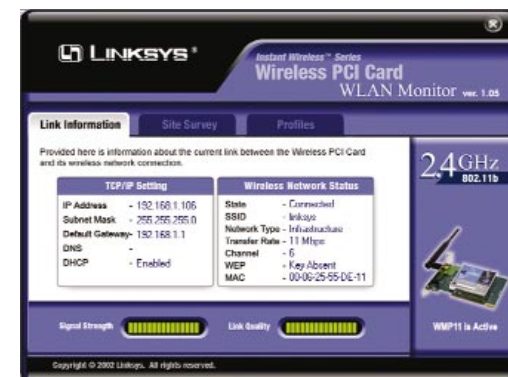 LINKSYS®
Instant Wireless™ Series
Wireless PCI Card
WLAN Monitor ver. 1.05
Link Information
Site Survey
Profiles
Provided here is information about the current link between the Wireless PCI Card
and its wireless network connection.
TCP/IP Setting
IP Address - 192.168.1.106
Subnet Mask - 255.255.255.0
Default Gateway- 192.168.1.1
DNS -
DHCP - Enabled
Wireless Network Status
State - Connected
SSID - linksys
Network Type - Infrastructure
Transfer Rate - 11 Mbps
Channel - 6
WEP - Key Absent
MAC - 00-06-25-55-DE-11
2.4GHz
802.11b
Signal Strength
Link Quality
WMP11 is Active
Copyright © 2002 Linksys. All rights reserved.